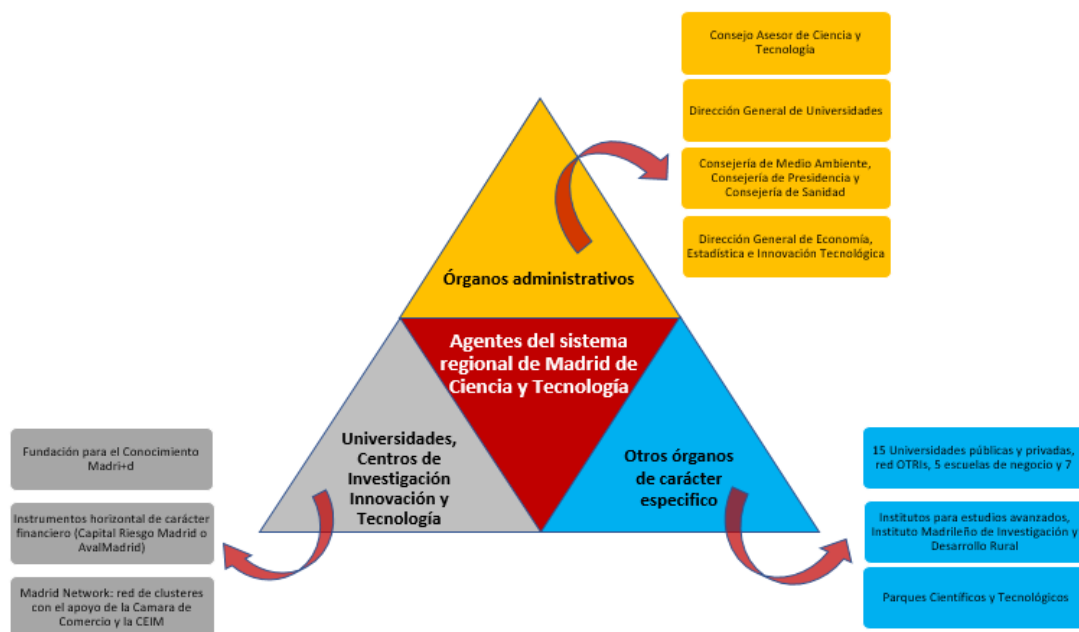 Consejo Asesor de Ciencia y
Tecnología
Dirección General de Universidades
Consejería de Medio Ambiente,
Consejería de Presidencia y
Consejería de Sanidad
Dirección General de Economía,
Estadística e Innovación Tecnológica
Órganos administrativos
Agentes del sistema
regional de Madrid de
Ciencia y Tecnología
Universidades,
Centros de
Investigación
Innovación y
Tecnología
Otros órganos
de carácter
especifico
Fundación para el Conocimiento
Madri+d
Instrumentos horizontal de carácter
financiero (Capital Riesgo Madrid o
AvalMadrid)
Madrid Network: red de clusteres
con el apoyo de la Camara de
Comercio y la CEIM
15 Universidades públicas y privadas,
red OTRIs, 5 escuelas de negocio y 7
Institutos para estudios avanzados,
Instituto Madrileño de Investigación y
Desarrollo Rural
Parques Científicos y Tecnológicos